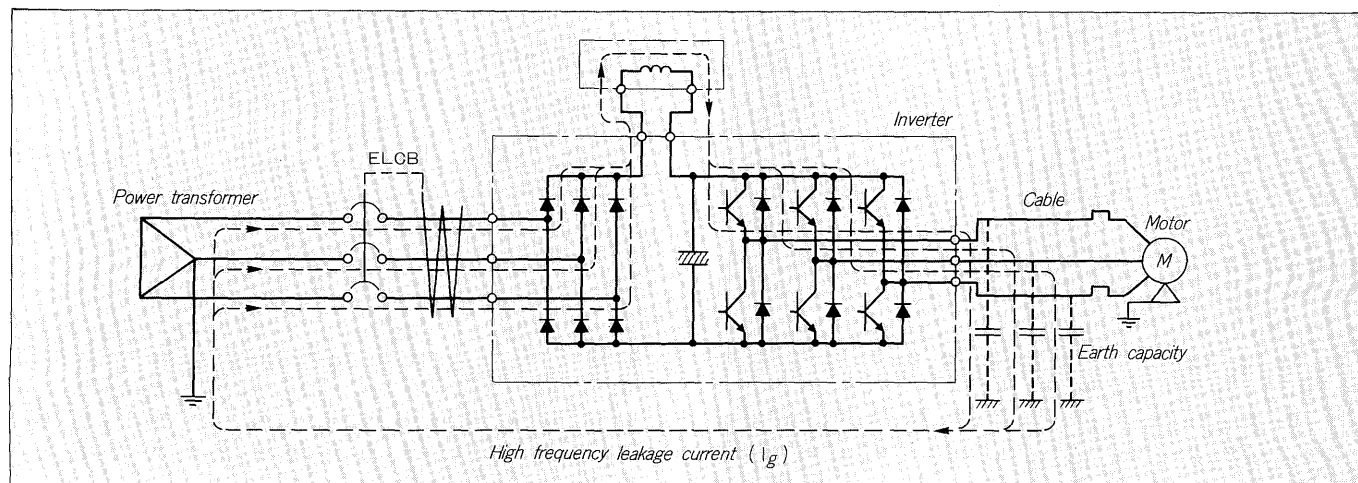 Inverter
ELCB
Power transformer
Cable
Motor
M
Earth capacity
High frequency leakage current (Ig)